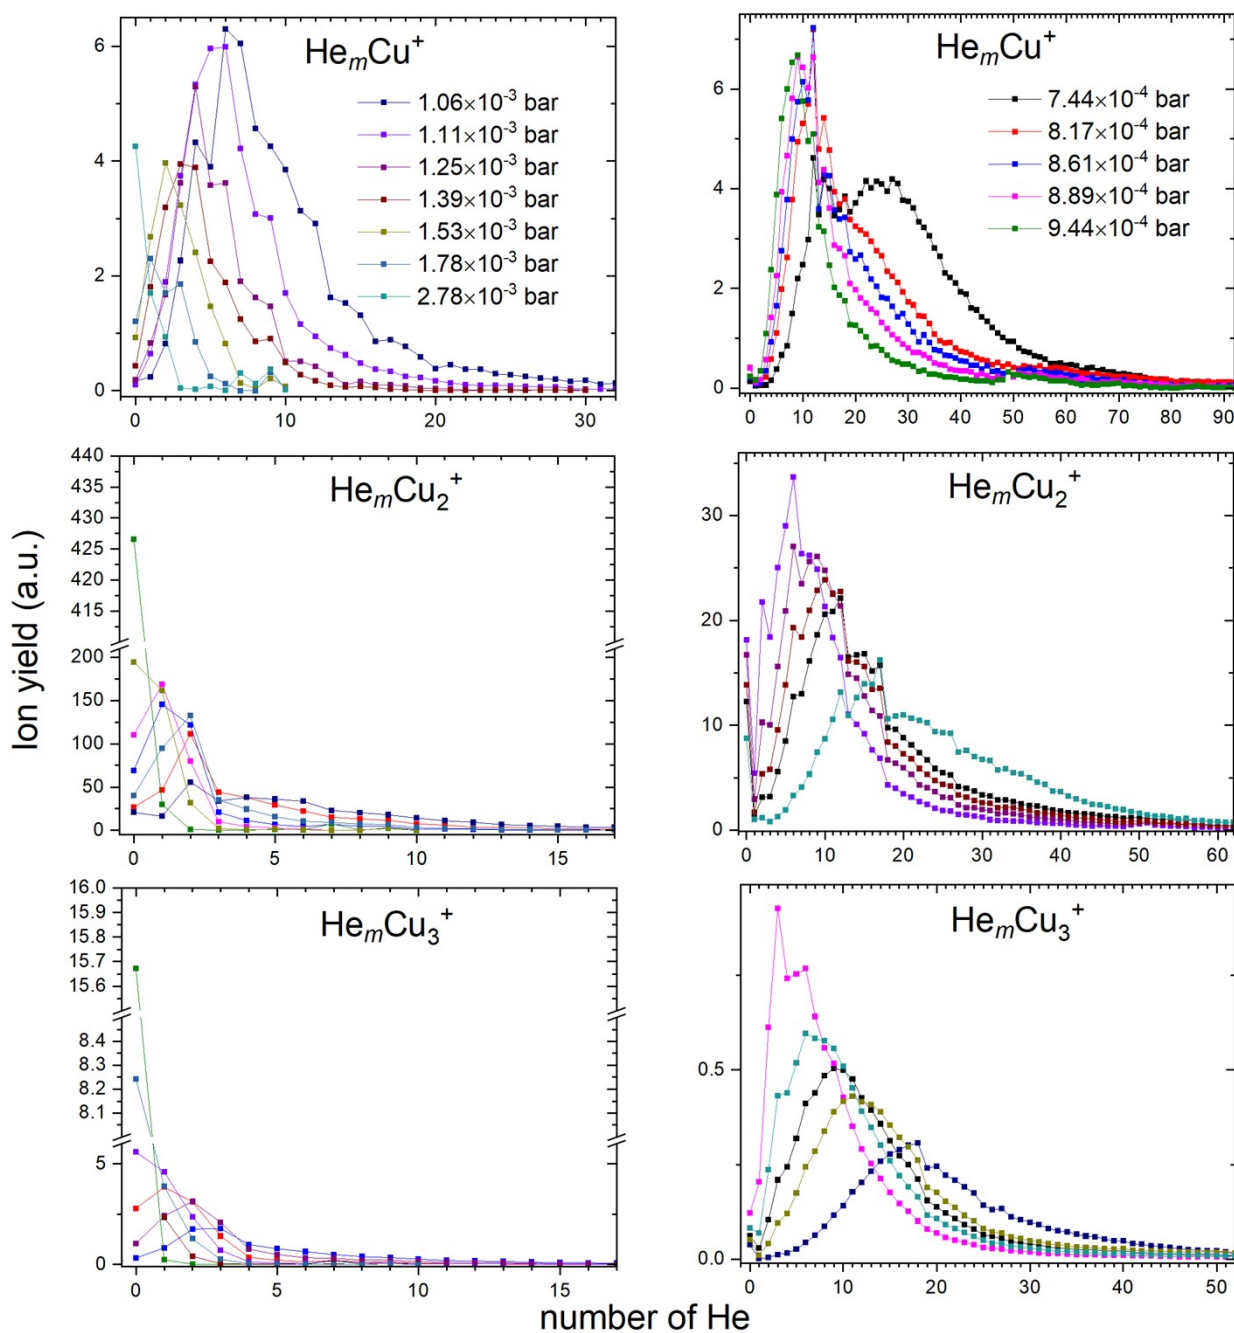 He_mCu^+
6
4
2
0
0
10
20
30
1.06×10^-3 bar
1.11×10^-3 bar
1.25×10^-3 bar
1.39×10^-3 bar
1.53×10^-3 bar
1.78×10^-3 bar
2.78×10^-3 bar
He_mCu^+
6
4
2
0
0 10 20 30 40 50 60 70 80 90
7.44×10^-4 bar
8.17×10^-4 bar
8.61×10^-4 bar
8.89×10^-4 bar
9.44×10^-4 bar
Ion yield (a.u.)
He_mCu_2^+
440
435
430
425
420
415
200
150
100
50
0
0 5 10 15
He_mCu_2^+
30
20
10
0
0 10 20 30 40 50 60
He_mCu_3^+
16.0
15.9
15.8
15.7
15.6
8.4
8.3
8.2
8.1
5
0
0 5 10 15
He_mCu_3^+
0.5
0.0
0 10 20 30 40 50
number of He